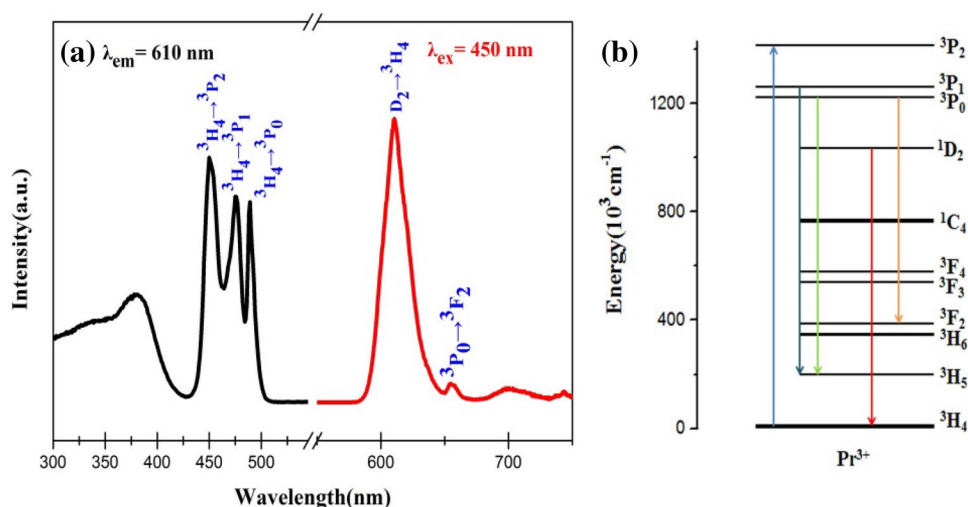 (a) λem= 610 nm
λex= 450 nm
³H₄→³P₂
³H₄→³P₁
³H₄→³P₀
D₂→³H₄
³P₀→³F₂
Intensity(a.u.)
300 350 400 450 500 600 700
Wavelength(nm)
(b)
Energy(10³cm⁻¹)
1200
800
400
0
³P₂
³P₁
³P₀
¹D₂
¹C₄
³F₄
³F₃
³F₂
³H₆
³H₅
³H₄
Pr³⁺